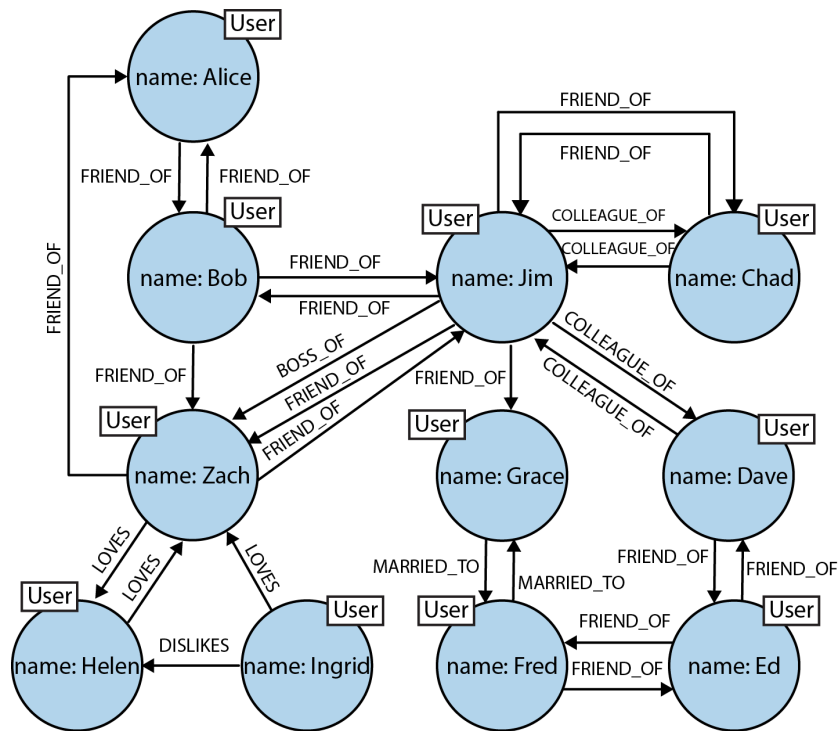 User
name: Alice
FRIEND_OF
FRIEND_OF
FRIEND_OF
FRIEND_OF
FRIEND_OF
User
name: Bob
User
name: Jim
User
name: Chad
COLLEAGUE_OF
COLLEAGUE_OF
FRIEND_OF
FRIEND_OF
FRIEND_OF
BOSS_OF
FRIEND_OF
FRIEND_OF
FRIEND_OF
COLLEAGUE_OF
COLLEAGUE_OF
User
name: Zach
User
name: Grace
User
name: Dave
LOVES
LOVES
LOVES
MARRIED_TO
MARRIED_TO
FRIEND_OF
FRIEND_OF
User
name: Helen
DISLIKES
User
name: Ingrid
User
name: Fred
FRIEND_OF
FRIEND_OF
User
name: Ed